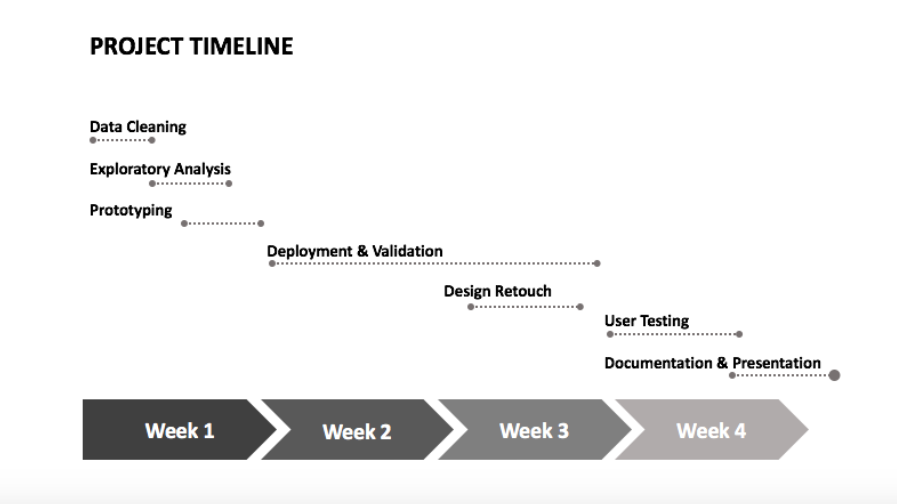 PROJECT TIMELINE
Data Cleaning
Exploratory Analysis
Prototyping
Deployment & Validation
Design Retouch
User Testing
Documentation & Presentation
Week 1
Week 2
Week 3
Week 4